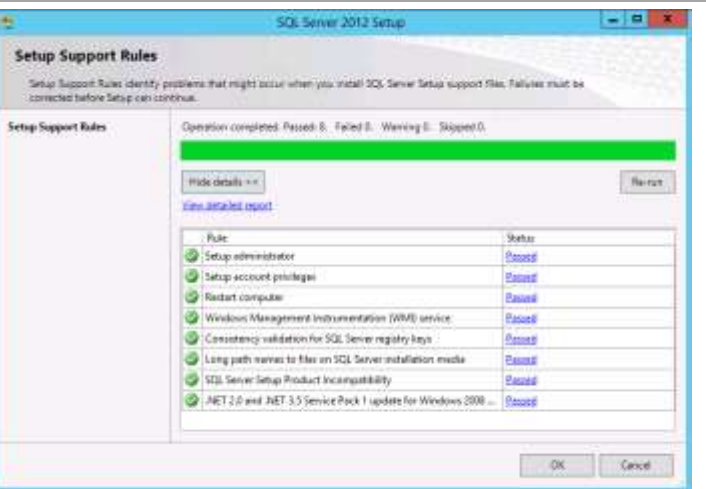 SQL Server 2012 Setup
Setup Support Rules
Setup Support Rules identify problems that might occur when you install SQL Server Setup support files. Failures must be
corrected before Setup can continue.
Setup Support Rules
Operation completed. Passed: 8. Failed 0. Warning 0. Skipped 0.
Hide details <<
Re-run
View detailed report
Rule Status
Setup administrator Passed
Setup account privileges Passed
Restart computer Passed
Windows Management Instrumentation (WMI) service Passed
Consistency validation for SQL Server registry keys Passed
Long path names to files on SQL Server installation media Passed
SQL Server Setup Product Incompatibility Passed
.NET 2.0 and .NET 3.5 Service Pack 1 update for Windows 2008 ... Passed
OK Cancel